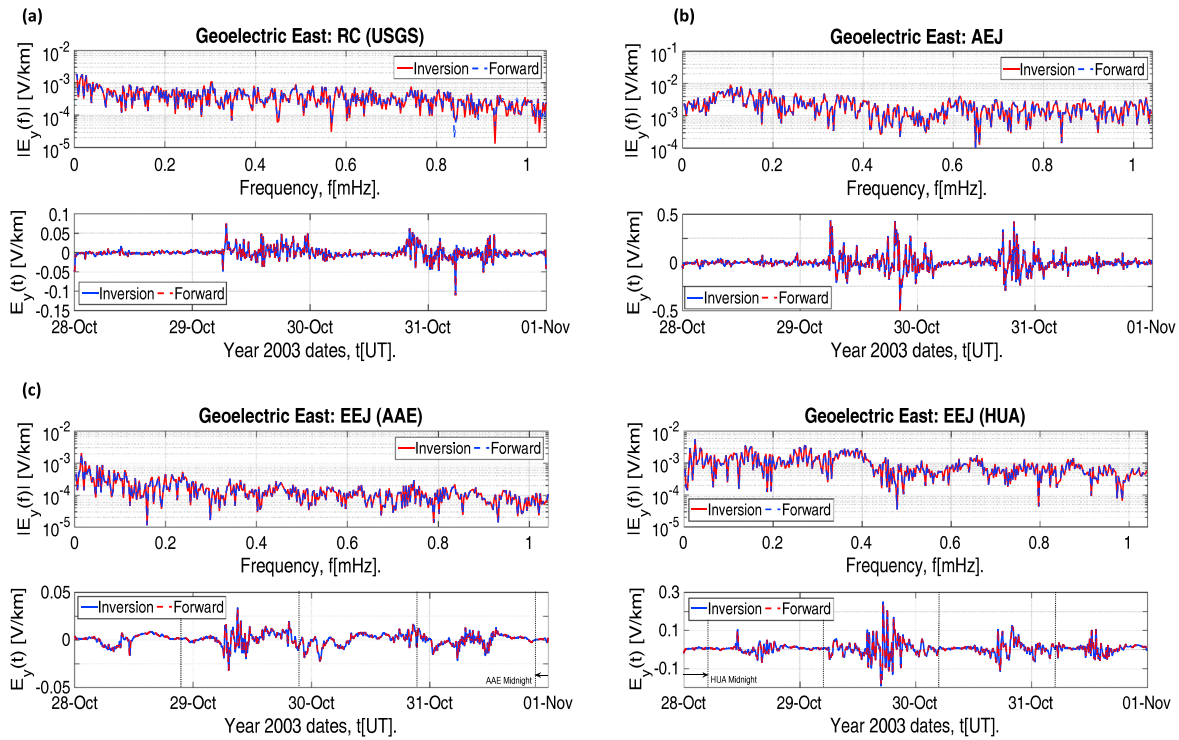 (a)
Geoelectric East: RC (USGS)
|E_y(f)| [V/km]
10^-2
10^-3
10^-4
10^-5
Inversion Forward
0 0.2 0.4 0.6 0.8 1
Frequency, f[mHz].
E_y(t) [V/km]
0.1
0.05
0
-0.05
-0.1
-0.15
Inversion Forward
28-Oct 29-Oct 30-Oct 31-Oct 01-Nov
Year 2003 dates, t[UT].
(b)
Geoelectric East: AEJ
|E_y(f)| [V/km]
10^-1
10^-2
10^-3
10^-4
Inversion Forward
0 0.2 0.4 0.6 0.8 1
Frequency, f[mHz].
E_y(t) [V/km]
0.5
0
-0.5
Inversion Forward
28-Oct 29-Oct 30-Oct 31-Oct 01-Nov
Year 2003 dates, t[UT].
(c)
Geoelectric East: EEJ (AAE)
|E_y(f)| [V/km]
10^-2
10^-3
10^-4
10^-5
Inversion Forward
0 0.2 0.4 0.6 0.8 1
Frequency, f[mHz].
E_y(t) [V/km]
0.05
0
-0.05
Inversion Forward
AAE Midnight
28-Oct 29-Oct 30-Oct 31-Oct 01-Nov
Year 2003 dates, t[UT].
Geoelectric East: EEJ (HUA)
|E_y(f)| [V/km]
10^-2
10^-3
10^-4
10^-5
Inversion Forward
0 0.2 0.4 0.6 0.8 1
Frequency, f[mHz].
E_y(t) [V/km]
0.3
0.1
-0.1
Inversion Forward
HUA Midnight
28-Oct 29-Oct 30-Oct 31-Oct 01-Nov
Year 2003 dates, t[UT].